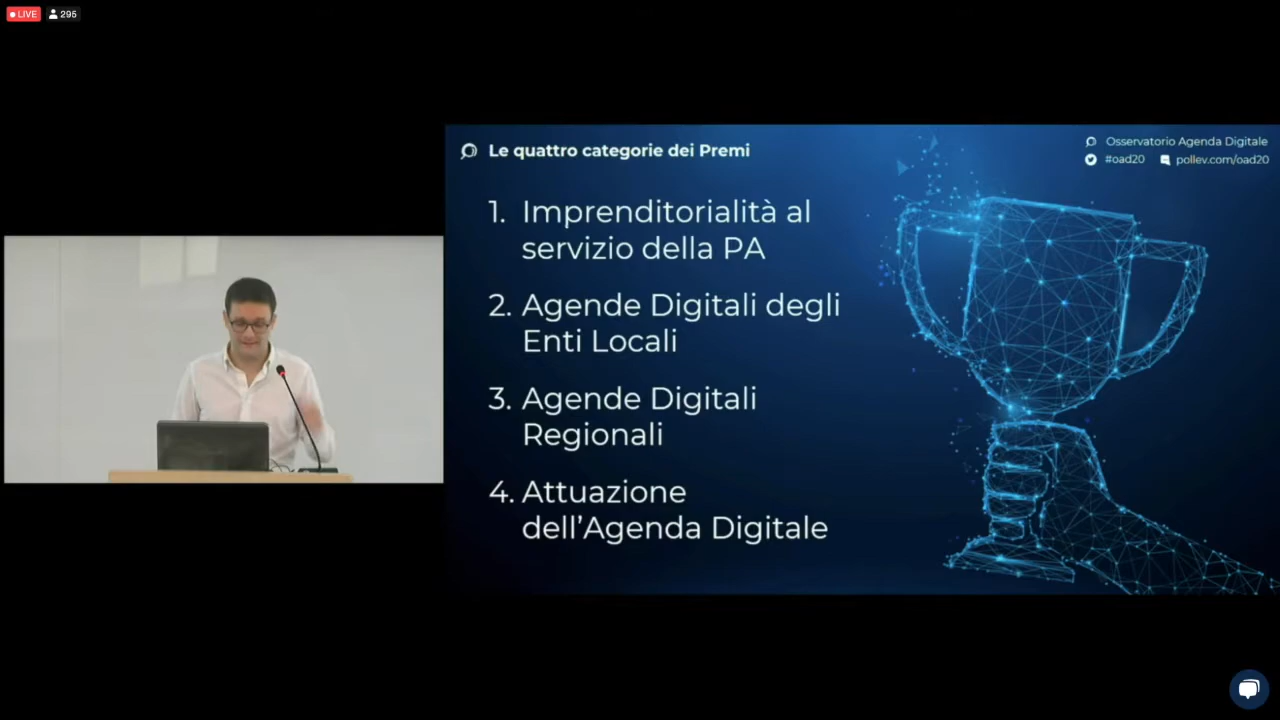 LIVE 295
Le quattro categorie dei Premi
Osservatorio Agenda Digitale
#oad20 pollev.com/oad20
1. Imprenditorialità al
servizio della PA
2. Agende Digitali degli
Enti Locali
3. Agende Digitali
Regionali
4. Attuazione
dell'Agenda Digitale